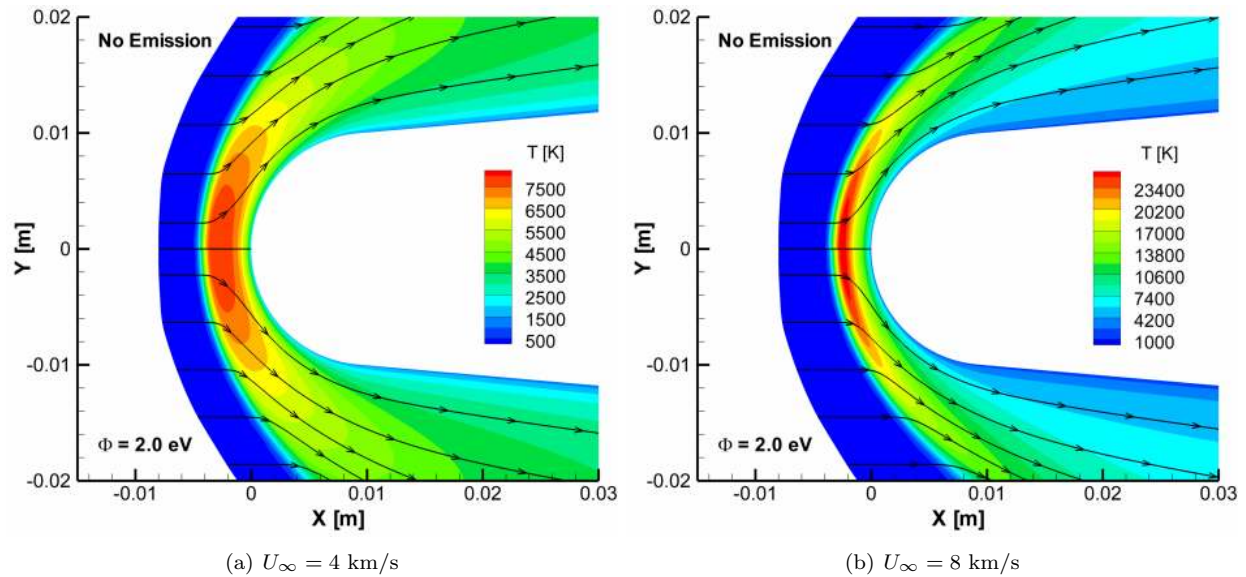 0.02
No Emission
0.01
0
-0.01
-0.02
Y [m]
T [K]
7500
6500
5500
4500
3500
2500
1500
500
Φ = 2.0 eV
-0.01 0 0.01 0.02 0.03
X [m]
(a) U∞ = 4 km/s
0.02
No Emission
0.01
0
-0.01
-0.02
Y [m]
T [K]
23400
20200
17000
13800
10600
7400
4200
1000
Φ = 2.0 eV
-0.01 0 0.01 0.02 0.03
X [m]
(b) U∞ = 8 km/s